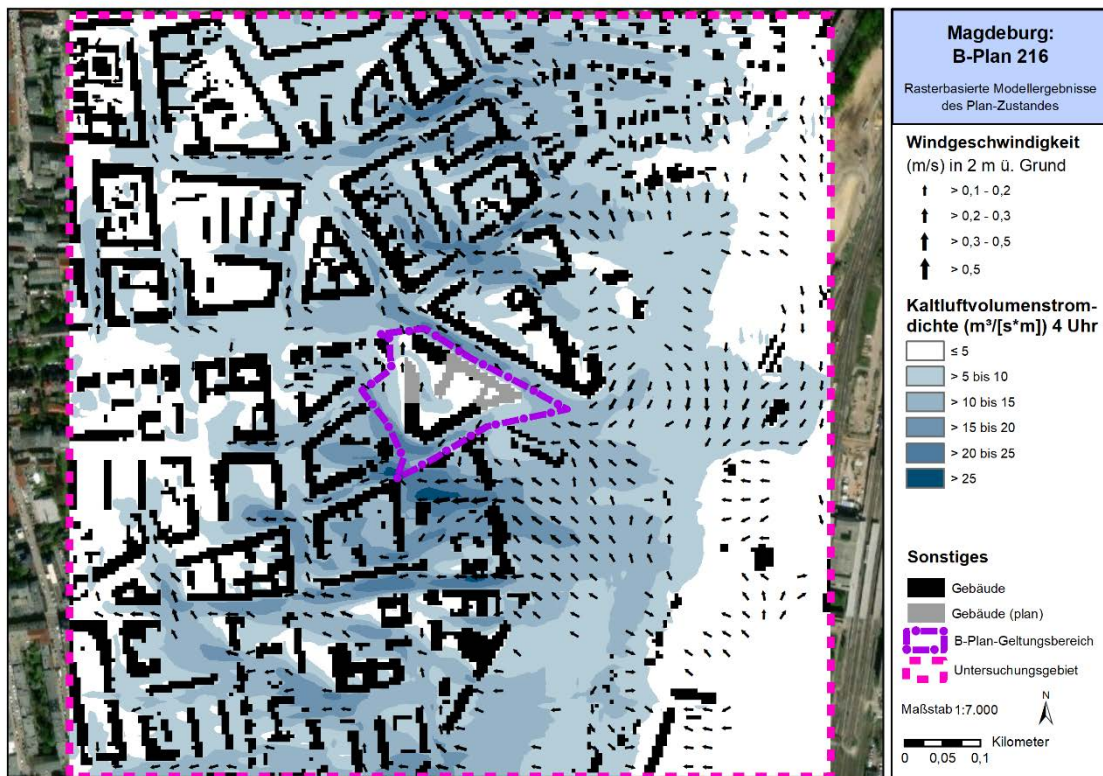 Magdeburg:
B-Plan 216
Rasterbasierte Modellergebnisse
des Plan-Zustandes
Windgeschwindigkeit
(m/s) in 2 m ü. Grund
> 0,1 - 0,2
> 0,2 - 0,3
> 0,3 - 0,5
> 0,5
Kaltluftvolumenstrom-
dichte (m³/[s*m]) 4 Uhr
≤ 5
> 5 bis 10
> 10 bis 15
> 15 bis 20
> 20 bis 25
> 25
Sonstiges
Gebäude
Gebäude (plan)
B-Plan-Geltungsbereich
Untersuchungsgebiet
Maßstab 1:7.000
N
Kilometer
0 0,05 0,1